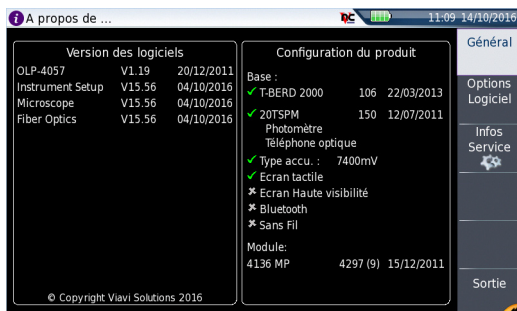 A propos de ...
11:09 14/10/2016
Version des logiciels
OLP-4057 V1.19 20/12/2011
Instrument Setup V15.56 04/10/2016
Microscope V15.56 04/10/2016
Fiber Optics V15.56 04/10/2016
© Copyright Viavi Solutions 2016
Configuration du produit
Base :
T-BERD 2000 106 22/03/2013
20TSPM 150 12/07/2011
Photomètre
Téléphone optique
Type accu. : 7400mV
Ecran tactile
Ecran Haute visibilité
Bluetooth
Sans Fil
Module:
4136 MP 4297 (9) 15/12/2011
Général
Options
Logiciel
Infos
Service
Sortie